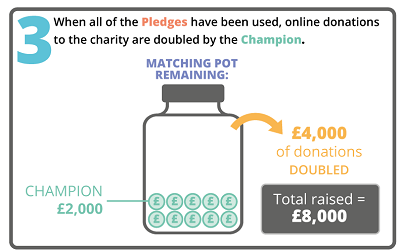 3
When all of the Pledges have been used, online donations
to the charity are doubled by the Champion.
MATCHING POT
REMAINING:
£4,000
of donations
DOUBLED
CHAMPION
£2,000
£ £ £ £ £
£ £ £ £ £
Total raised =
£8,000